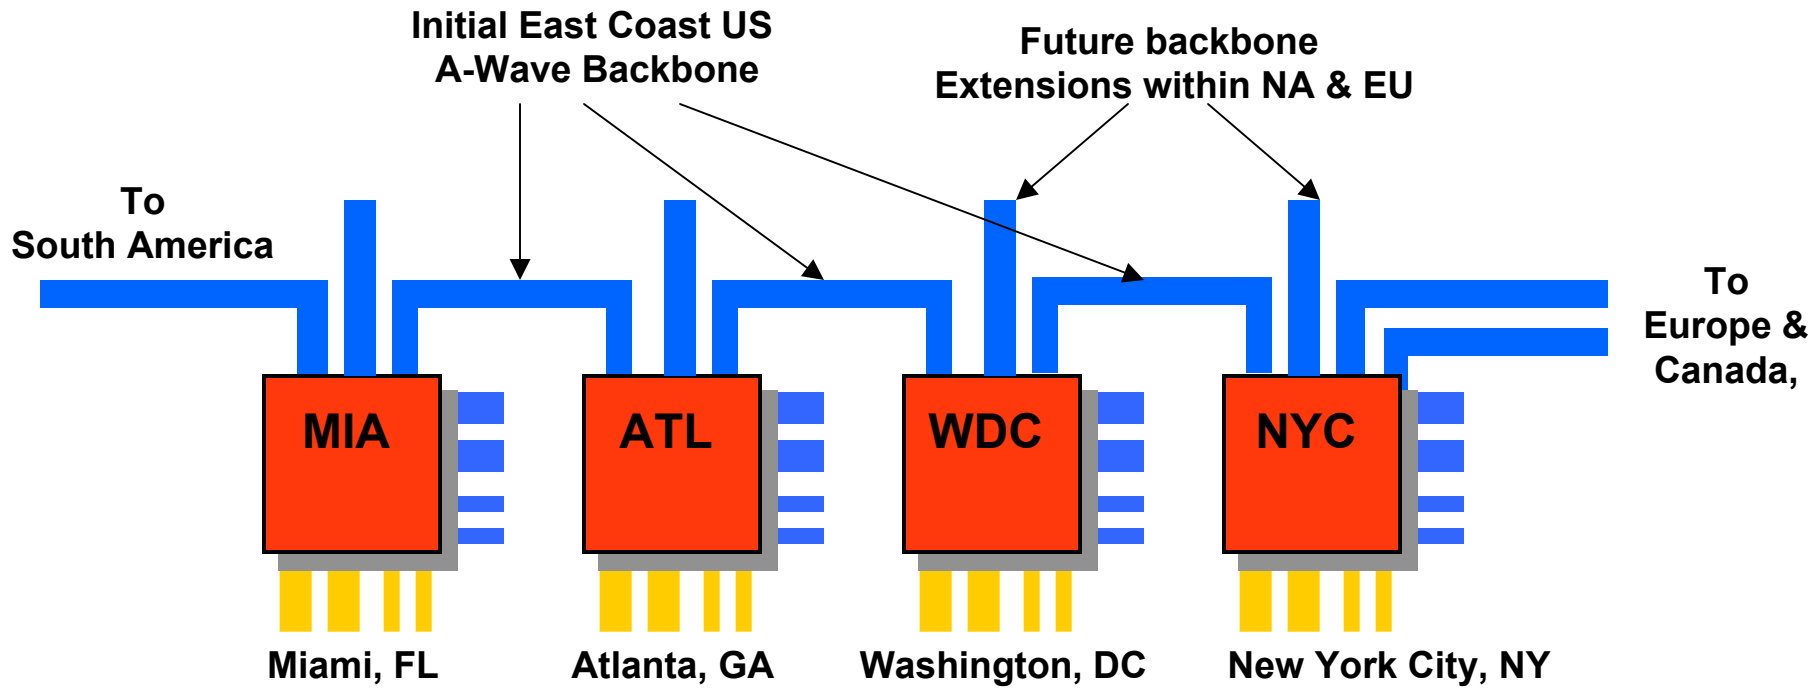 Initial East Coast US
A-Wave Backbone
Future backbone
Extensions within NA & EU
To
South America
To
Europe &
Canada,
MIA
ATL
WDC
NYC
Miami, FL
Atlanta, GA
Washington, DC
New York City, NY